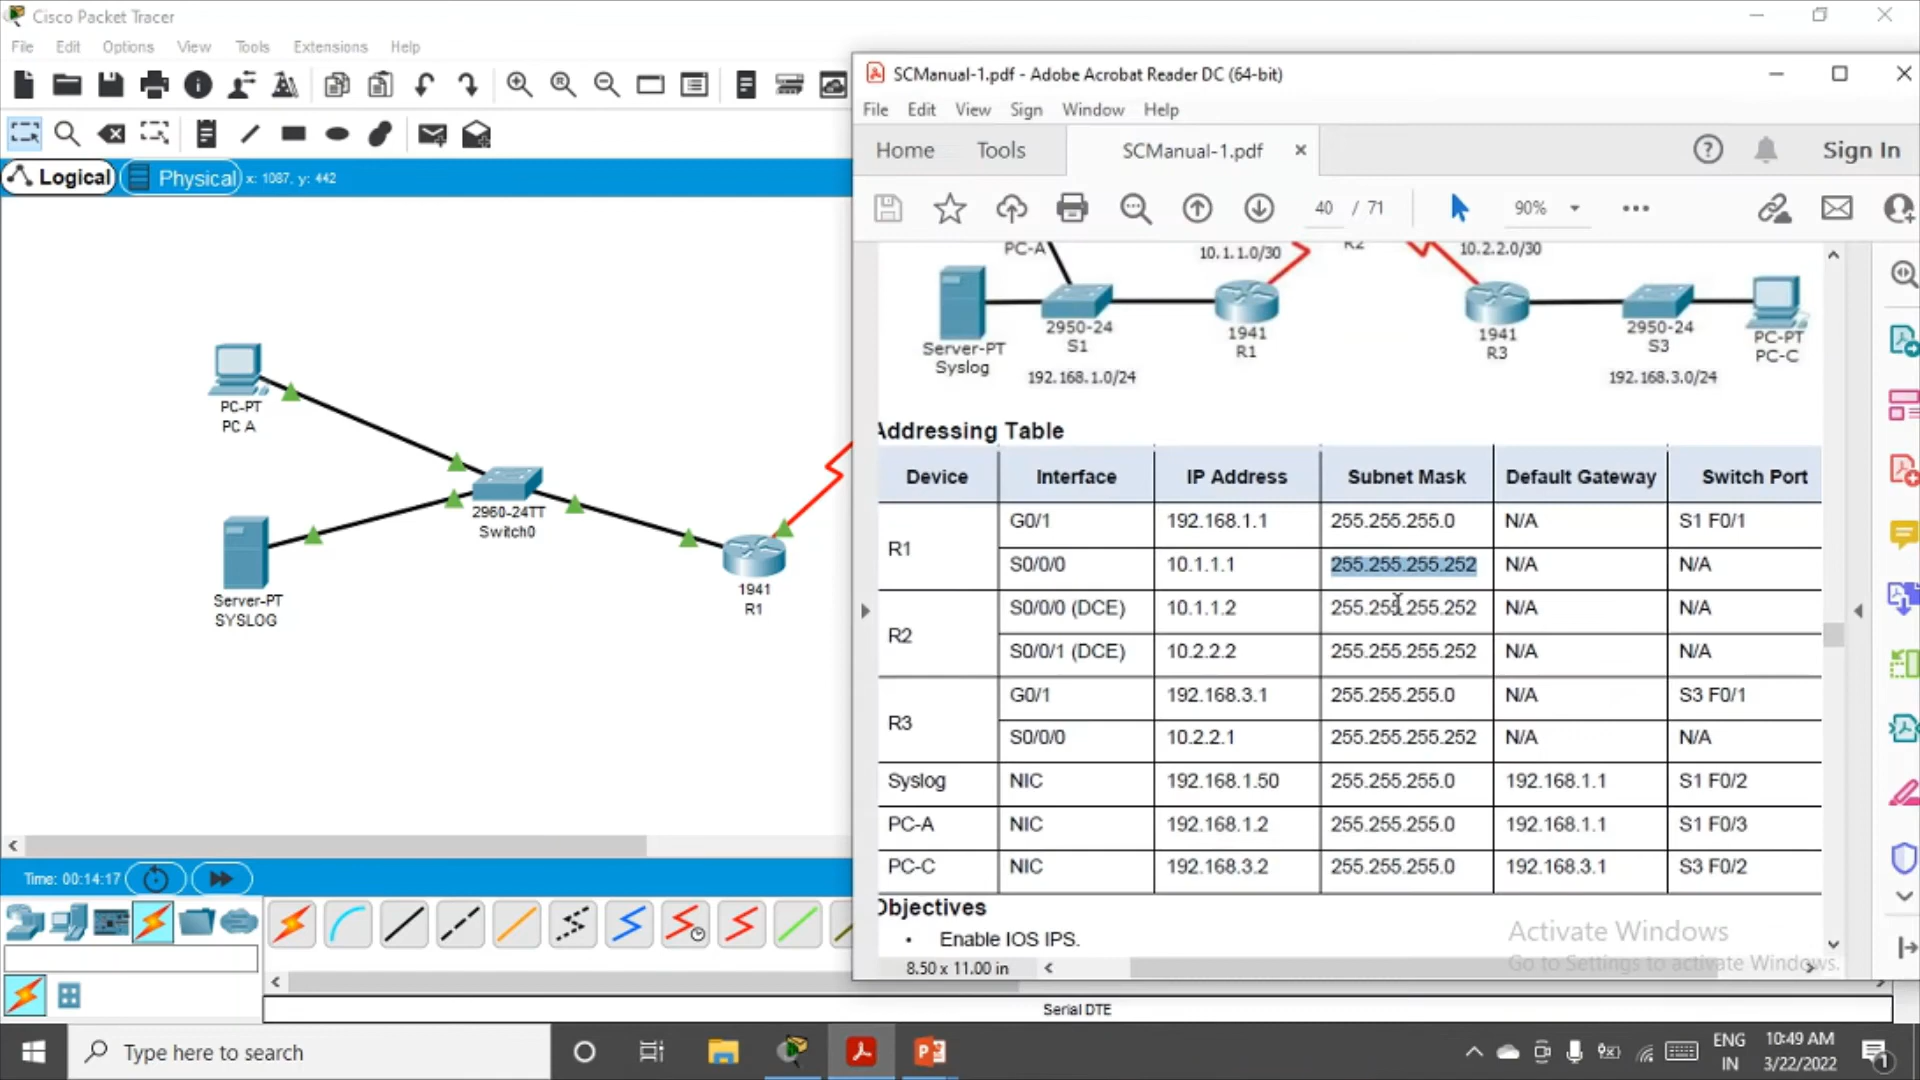 Cisco Packet Tracer
File Edit Options View Tools Extensions Help
Logical Physical x: 1087, y: 442
PC-PT
PC A
2960-24TT
Switch0
Server-PT
SYSLOG
1941
R1
Time: 00:14:17
Serial DTE
SCManual-1.pdf - Adobe Acrobat Reader DC (64-bit)
File Edit View Sign Window Help
Home Tools SCManual-1.pdf × Sign In
40 / 71 90%
PC-A 10.1.1.0/30 R2 10.2.2.0/30
Server-PT
Syslog
2950-24
S1
192.168.1.0/24
1941
R1
1941
R3
2950-24
S3
192.168.3.0/24
PC-PT
PC-C
Addressing Table
Device Interface IP Address Subnet Mask Default Gateway Switch Port
R1 G0/1 192.168.1.1 255.255.255.0 N/A S1 F0/1
S0/0/0 10.1.1.1 255.255.255.252 N/A N/A
R2 S0/0/0 (DCE) 10.1.1.2 255.255.255.252 N/A N/A
S0/0/1 (DCE) 10.2.2.2 255.255.255.252 N/A N/A
R3 G0/1 192.168.3.1 255.255.255.0 N/A S3 F0/1
S0/0/0 10.2.2.1 255.255.255.252 N/A N/A
Syslog NIC 192.168.1.50 255.255.255.0 192.168.1.1 S1 F0/2
PC-A NIC 192.168.1.2 255.255.255.0 192.168.1.1 S1 F0/3
PC-C NIC 192.168.3.2 255.255.255.0 192.168.3.1 S3 F0/2
Objectives
• Enable IOS IPS.
8.50 x 11.00 in
Activate Windows
Go to Settings to activate Windows.
Type here to search
ENG
IN
10:49 AM
3/22/2022
1